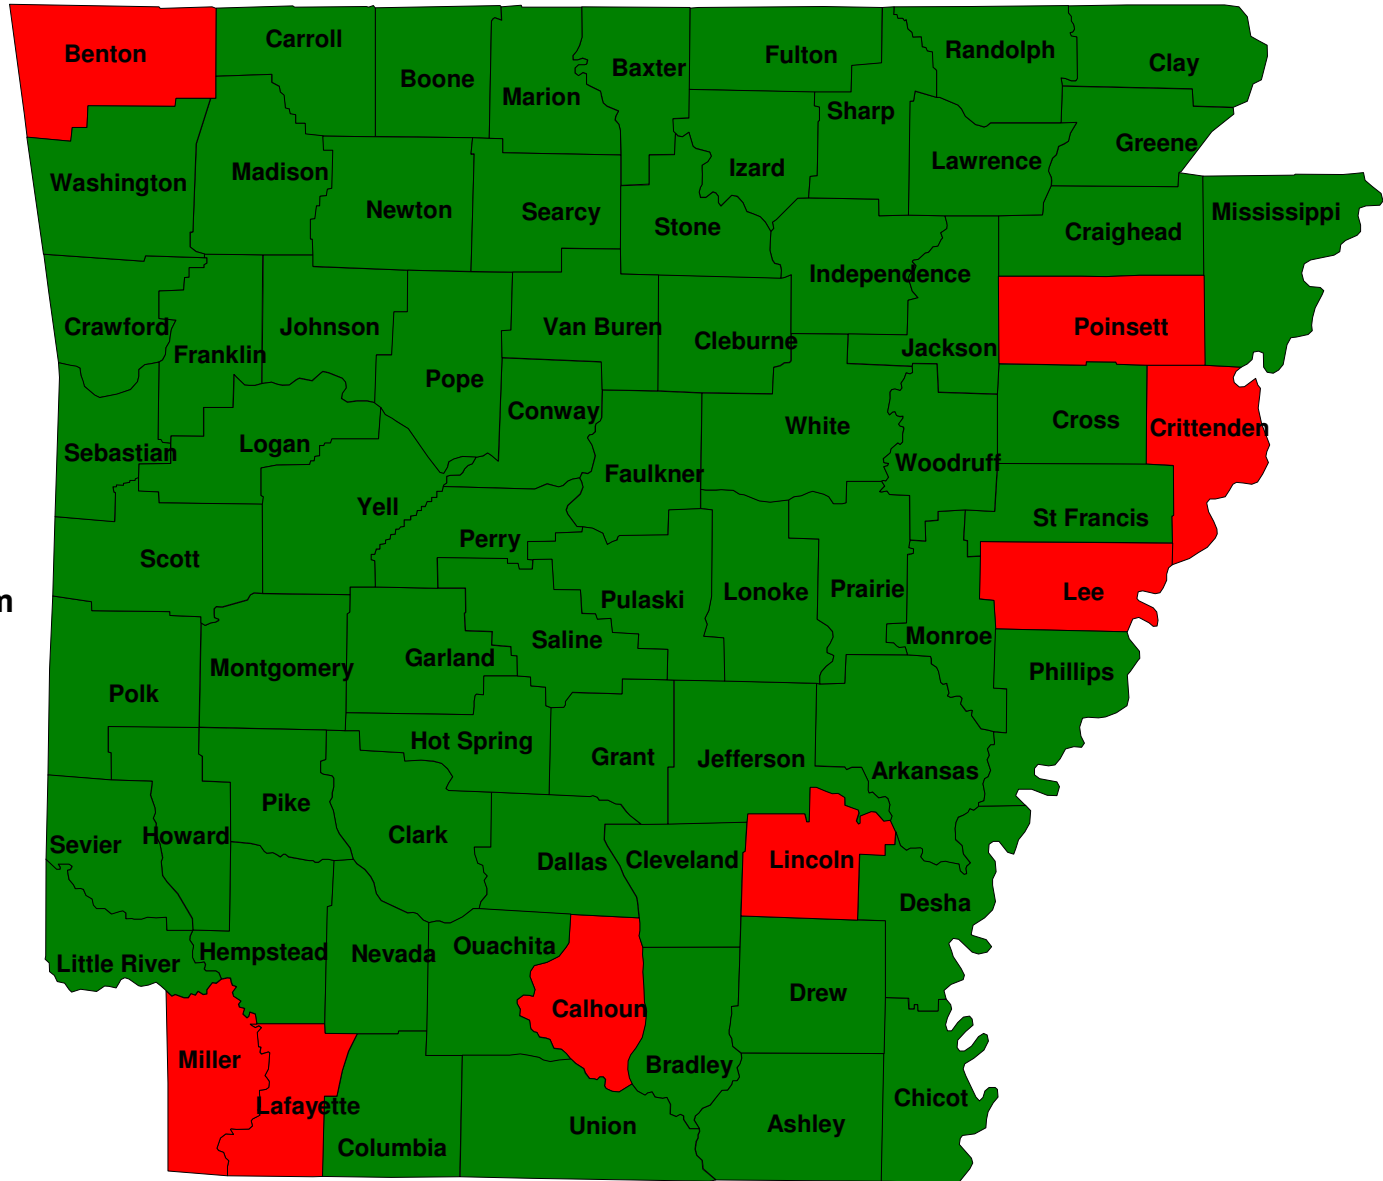 Benton
Carroll
Boone
Marion
Baxter
Fulton
Sharp
Randolph
Clay
Greene
Lawrence
Izard
Washington
Madison
Newton
Searcy
Stone
Independence
Craighead
Mississippi
Crawford
Franklin
Johnson
Pope
Van Buren
Cleburne
Jackson
Poinsett
Sebastian
Logan
Conway
White
Woodruff
Cross
Crittenden
Faulkner
Yell
Perry
St Francis
Scott
Pulaski
Lonoke
Prairie
Lee
Monroe
Saline
Garland
Montgomery
Polk
Phillips
Hot Spring
Grant
Jefferson
Arkansas
Pike
Howard
Sevier
Clark
Dallas
Cleveland
Lincoln
Desha
Little River
Hempstead
Nevada
Ouachita
Calhoun
Drew
Miller
Lafayette
Columbia
Union
Bradley
Ashley
Chicot